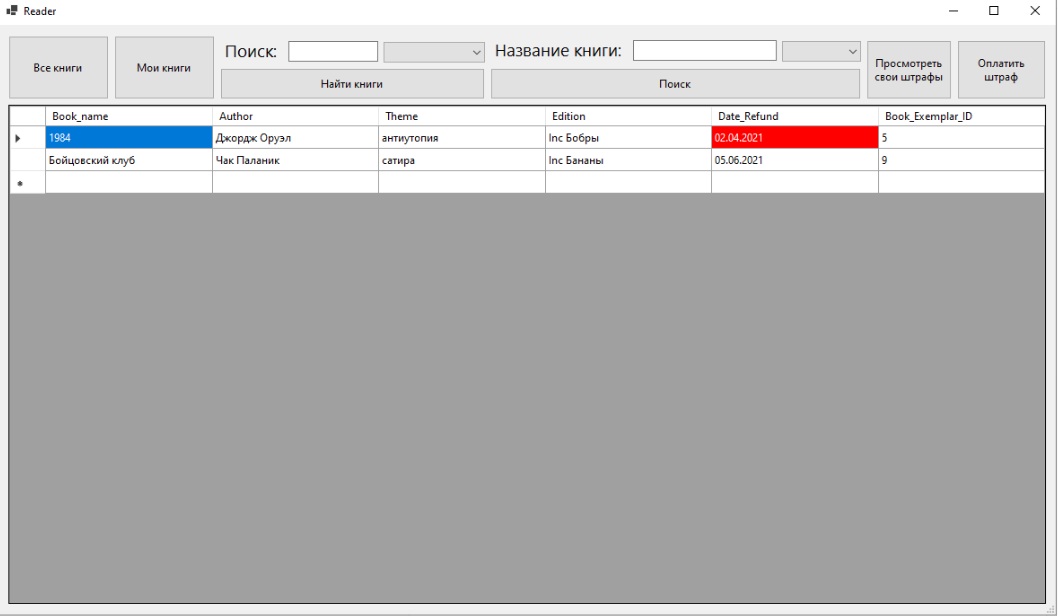 Reader
Все книги
Мои книги
Поиск:
Найти книги
Название книги:
Поиск
Просмотреть
свои штрафы
Оплатить
штраф
Book_name Author Theme Edition Date_Refund Book_Exemplar_ID
1984 Джордж Оруэл антиутопия Inc Бобры 02.04.2021 5
Бойцовский клуб Чак Паланик сатира Inc Бананы 05.06.2021 9